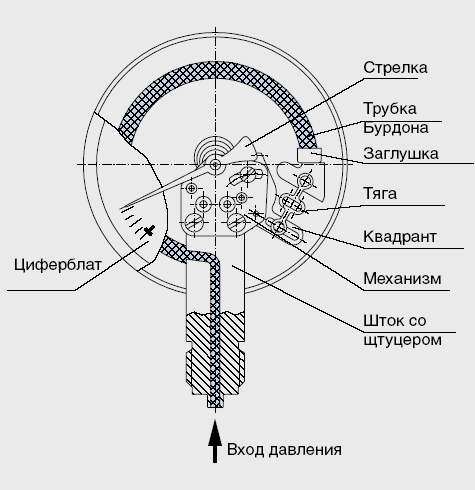 Стрелка
Трубка
Бурдона
Заглушка
Тяга
Квадрант
Циферблат
Механизм
Шток со
щтуцером
Вход давления